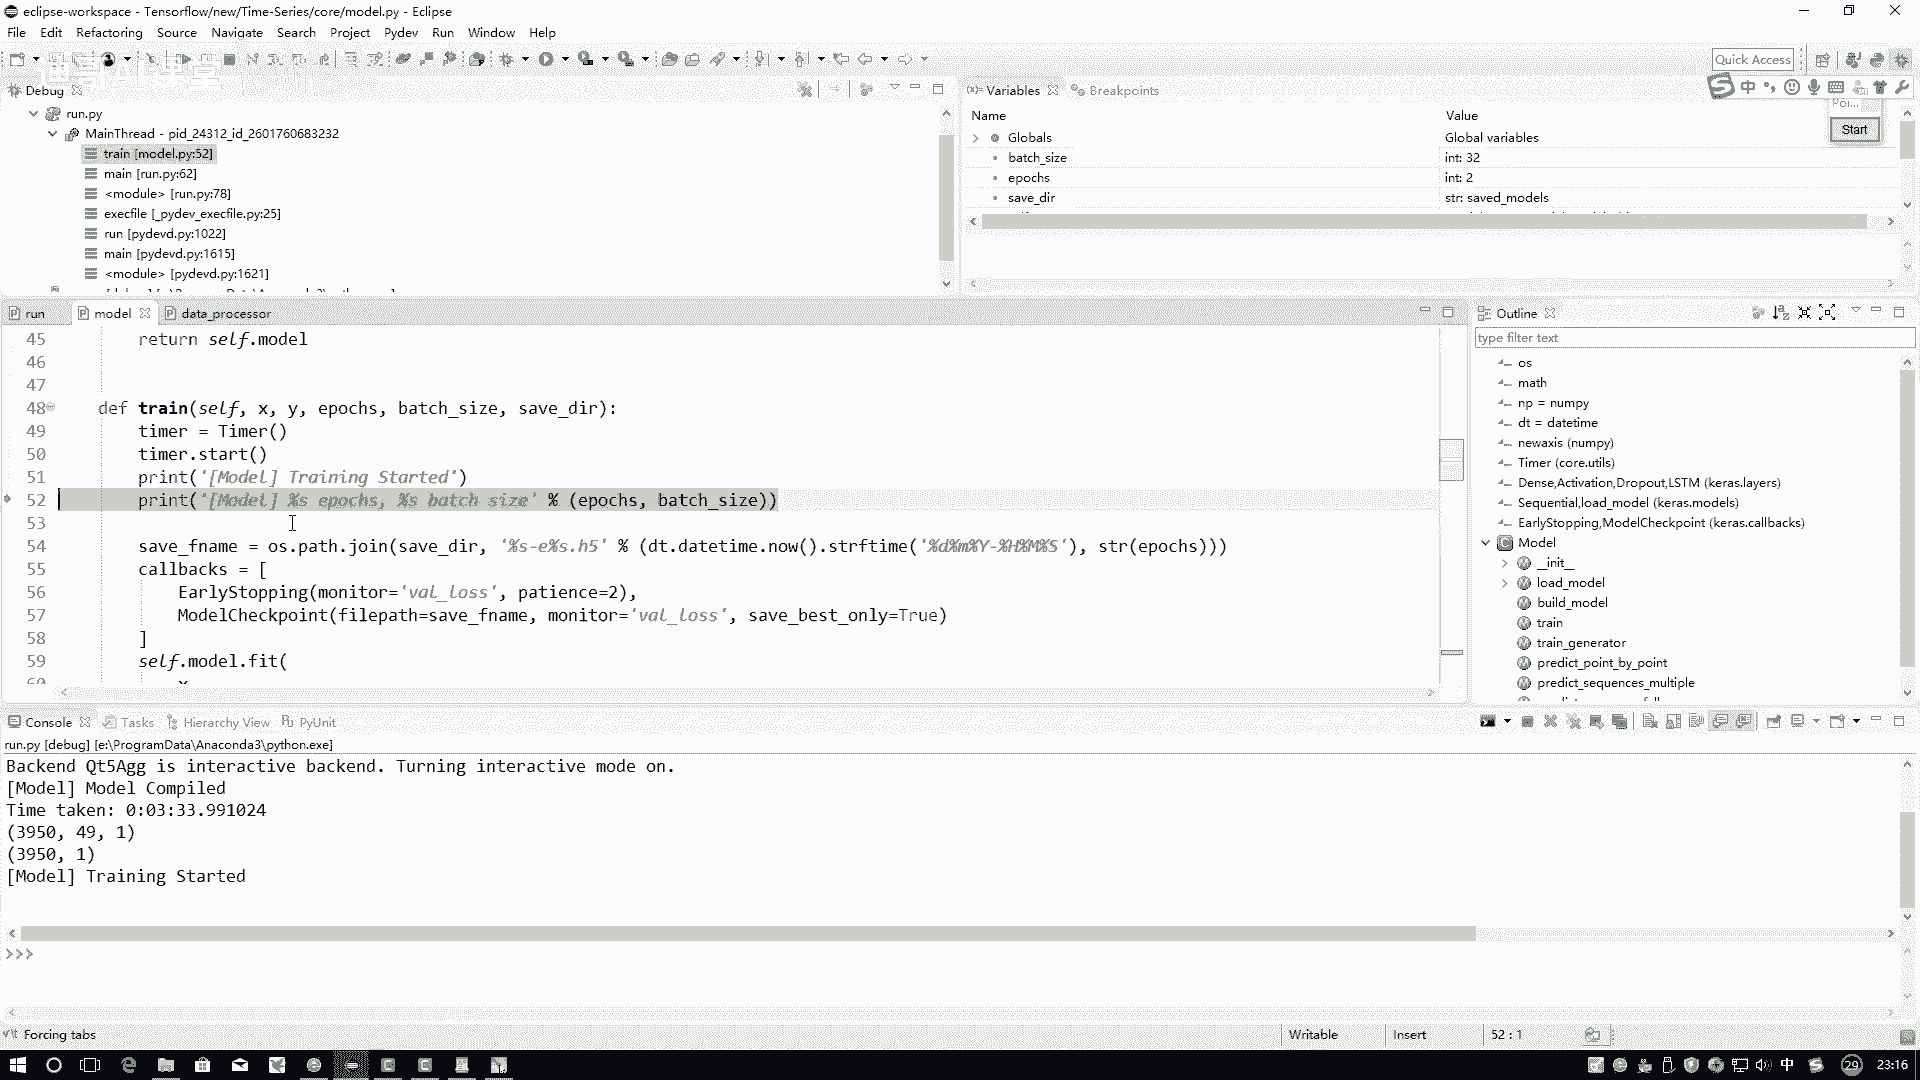 eclipse-workspace - Tensorflow/new/Time-Series/core/model.py - Eclipse
File Edit Refactoring Source Navigate Search Project Pydev Run Window Help
Quick Access
Debug
run.py
MainThread - pid_24312_id_2601760683232
train [model.py:52]
main [run.py:62]
<module> [run.py:78]
execfile [_pydev_execfile.py:25]
run [pydevd.py:1022]
main [pydevd.py:1615]
<module> [pydevd.py:1621]
(x)= Variables Breakpoints
中
Name Value
Start
Globals Global variables
batch_size int: 32
epochs int: 2
save_dir str: saved_models
run model data_processor
45 return self.model
46
47
48 def train(self, x, y, epochs, batch_size, save_dir):
49 timer = Timer()
50 timer.start()
51 print('[Model] Training Started')
52 print('[Model] %s epochs, %s batch size' % (epochs, batch_size))
53
54 save_fname = os.path.join(save_dir, '%s-e%s.h5' % (dt.datetime.now().strftime('%d%m%Y-%H%M%S'), str(epochs)))
55 callbacks = [
56 EarlyStopping(monitor='val_loss', patience=2),
57 ModelCheckpoint(filepath=save_fname, monitor='val_loss', save_best_only=True)
58 ]
59 self.model.fit(
Outline
type filter text
os
math
np = numpy
dt = datetime
newaxis (numpy)
Timer (core.utils)
Dense,Activation,Dropout,LSTM (keras.layers)
Sequential,load_model (keras.models)
EarlyStopping,ModelCheckpoint (keras.callbacks)
Model
__init__
load_model
build_model
train
train_generator
predict_point_by_point
predict_sequences_multiple
Console Tasks Hierarchy View PyUnit
run.py [debug] [e:\ProgramData\Anaconda3\python.exe]
Backend Qt5Agg is interactive backend. Turning interactive mode on.
[Model] Model Compiled
Time taken: 0:03:33.991024
(3950, 49, 1)
(3950, 1)
[Model] Training Started
>>>
Forcing tabs Writable Insert 52 : 1
中 29 23:16